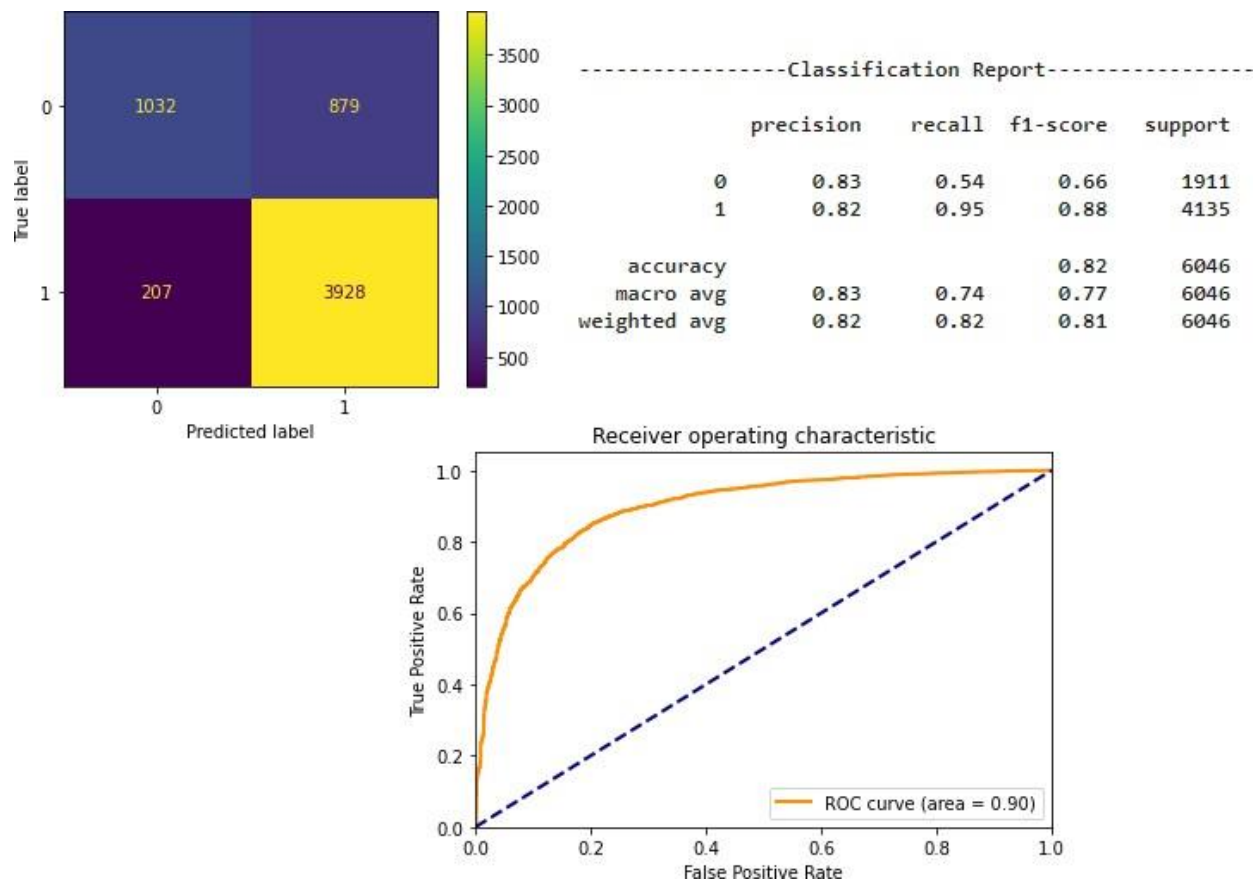 0
1032
879
1
207
3928
True label
0
1
Predicted label
3500
3000
2500
2000
1500
1000
500
-----------------Classification Report-----------------
precision recall f1-score support
0 0.83 0.54 0.66 1911
1 0.82 0.95 0.88 4135
accuracy 0.82 6046
macro avg 0.83 0.74 0.77 6046
weighted avg 0.82 0.82 0.81 6046
Receiver operating characteristic
1.0
0.8
0.6
0.4
0.2
0.0
True Positive Rate
ROC curve (area = 0.90)
0.0 0.2 0.4 0.6 0.8 1.0
False Positive Rate